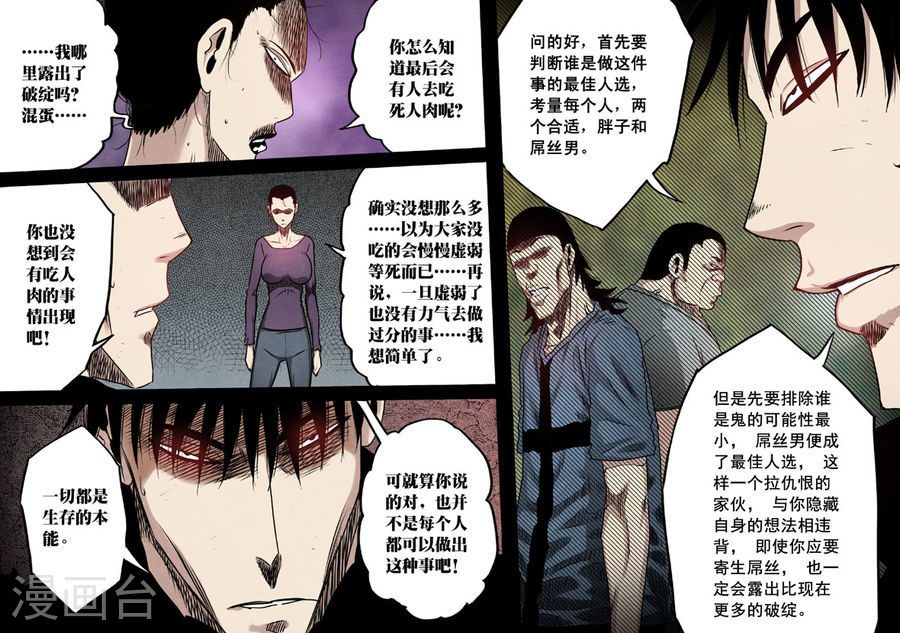 ……我哪
里露出了
破绽吗?
混蛋……
你怎么知
道最后会
有人去吃
死人肉呢?
你也没
想到会
有吃人
肉的事
情出现
吧!
确实没想那么多
……以为大家没
吃的会慢慢虚弱
等死而已……再
说,一旦虚弱了
也没有力气去做
过分的事……我
想简单了。
一切都是
生存的本
能。
可就算你说
的对,也并
不是每个人
都可以做出
这种事吧!
问的好,首先要
判断谁是做这件
事的最佳人选,
考量每个人,两
个合适,胖子和
屌丝男。
但是先要排除谁
是鬼的可能性最
小,屌丝男便成
了最佳人选,这
样一个拉仇恨的
家伙,与你隐藏
自身的想法相违
背,即使你应要
寄生屌丝,也一
定会露出比现在
更多的破绽。
漫画台